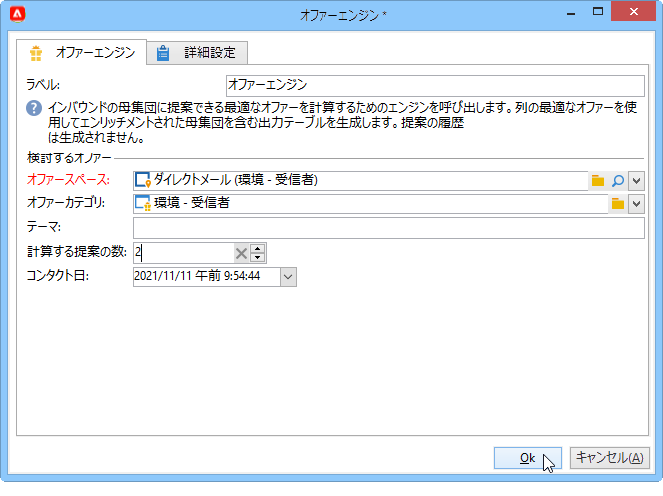 オファーエンジン *
オファーエンジン
詳細設定
ラベル:
オファーエンジン
インバウンドの母集団に提案できる最適なオファーを計算するためのエンジンを呼び出します。列の最適なオファーを使
用してエンリッチメントされた母集団を含む出力テーブルを生成します。提案の履歴
は生成されません。
検討するオファー
オファースペース:
ダイレクトメール (環境 - 受信者)
オファーカテゴリ:
環境 - 受信者
テーマ:
計算する提案の数:
2
コンタクト日:
2021/11/11 午前 9:54:44
Ok
キャンセル(A)